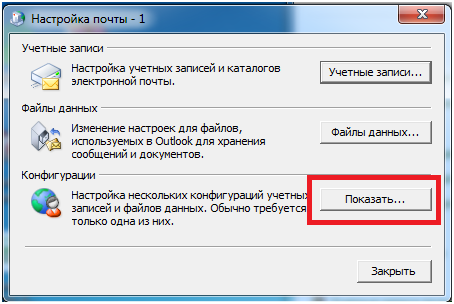 Настройка почты - 1
Учетные записи
Настройка учетных записей и каталогов
электронной почты.
Учетные записи...
Файлы данных
Изменение настроек для файлов,
используемых в Outlook для хранения
сообщений и документов.
Файлы данных...
Конфигурации
Настройка нескольких конфигураций учетных
записей и файлов данных. Обычно требуется
только одна из них.
Показать...
Закрыть